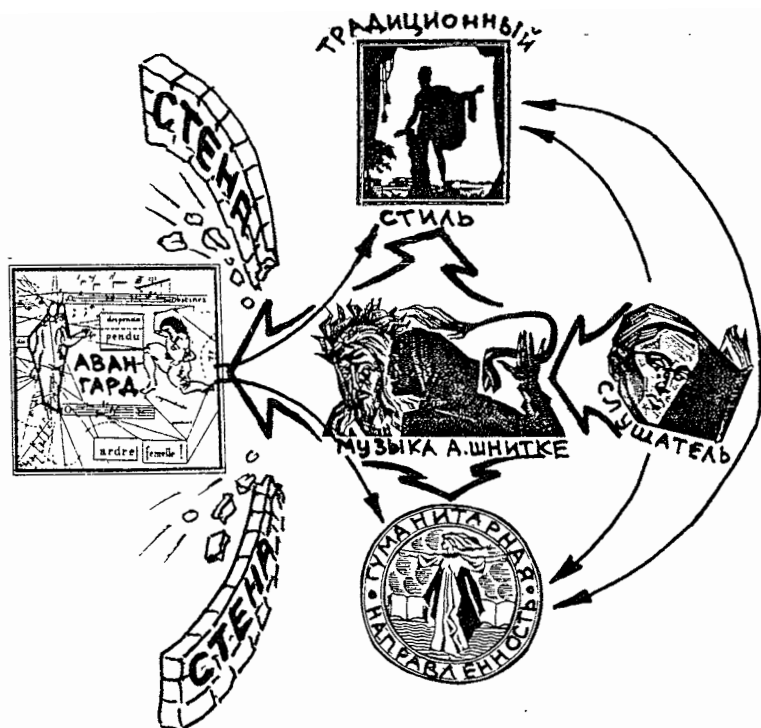 ТРАДИЦИОННЫЙ
СТИЛЬ
СТЕНА
АВАН-
ГАРД
pendu
ardre
femelle!
МУЗЫКА А.ШНИТКЕ
СЛУШАТЕЛЬ
СТЕНА
ГУМАНИТАРНАЯ
НАПРАВЛЕННОСТЬ